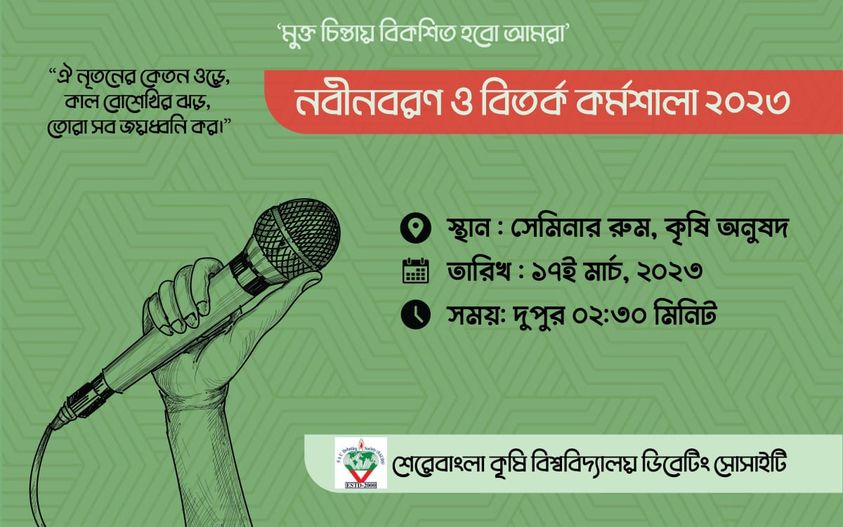 ‘মুক্ত চিন্তায় বিকশিত হবো আমরা’
“ঐ নূতনের কেতন ওড়ে,
কাল বোশেখির ঝড়,
তোরা সব জয়ধ্বনি কর।”
নবীনবরণ ও বিতর্ক কর্মশালা ২০২৩
স্থান : সেমিনার রুম, কৃষি অনুষদ
তারিখ : ১৭ই মার্চ, ২০২৩
সময়: দুপুর ০২:৩০ মিনিট
ESTD-2000
শেরেবাংলা কৃষি বিশ্ববিদ্যালয় ডিবেটিং সোসাইটি